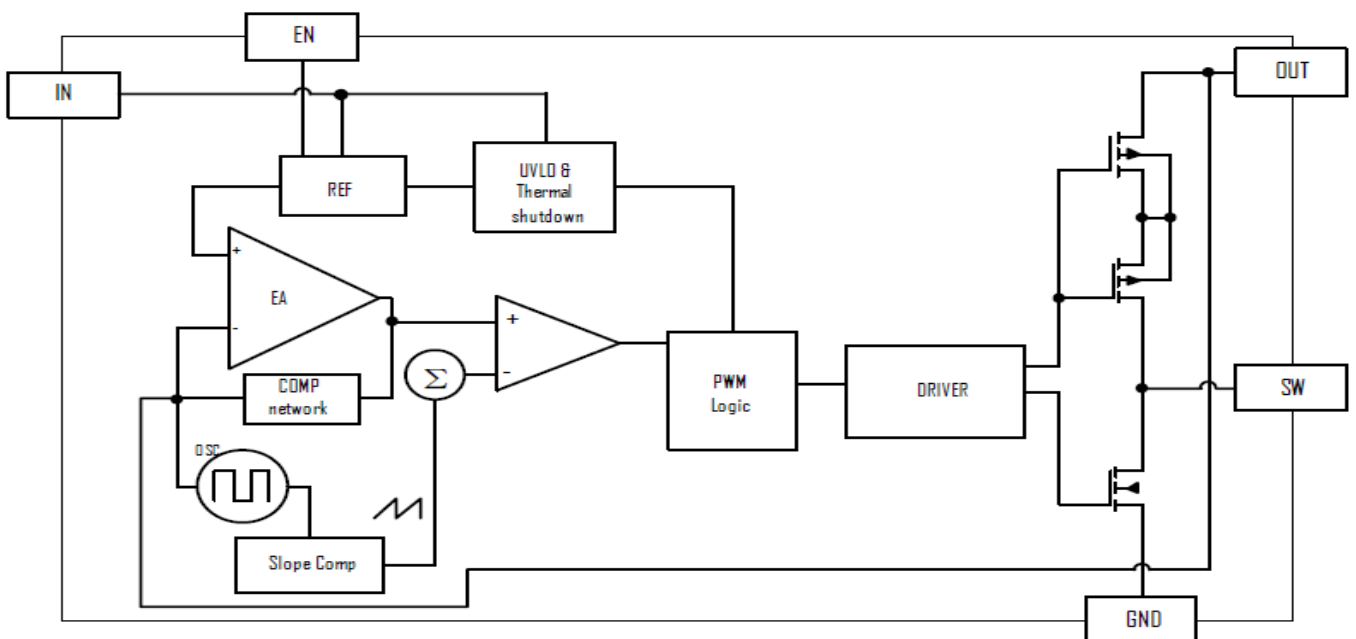 EN
IN
OUT
REF
UVLO &
Thermal
shutdown
+
EA
-
+
-
Σ
COMP
network
PWM
Logic
DRIVER
SW
OSC
Slope Comp
GND